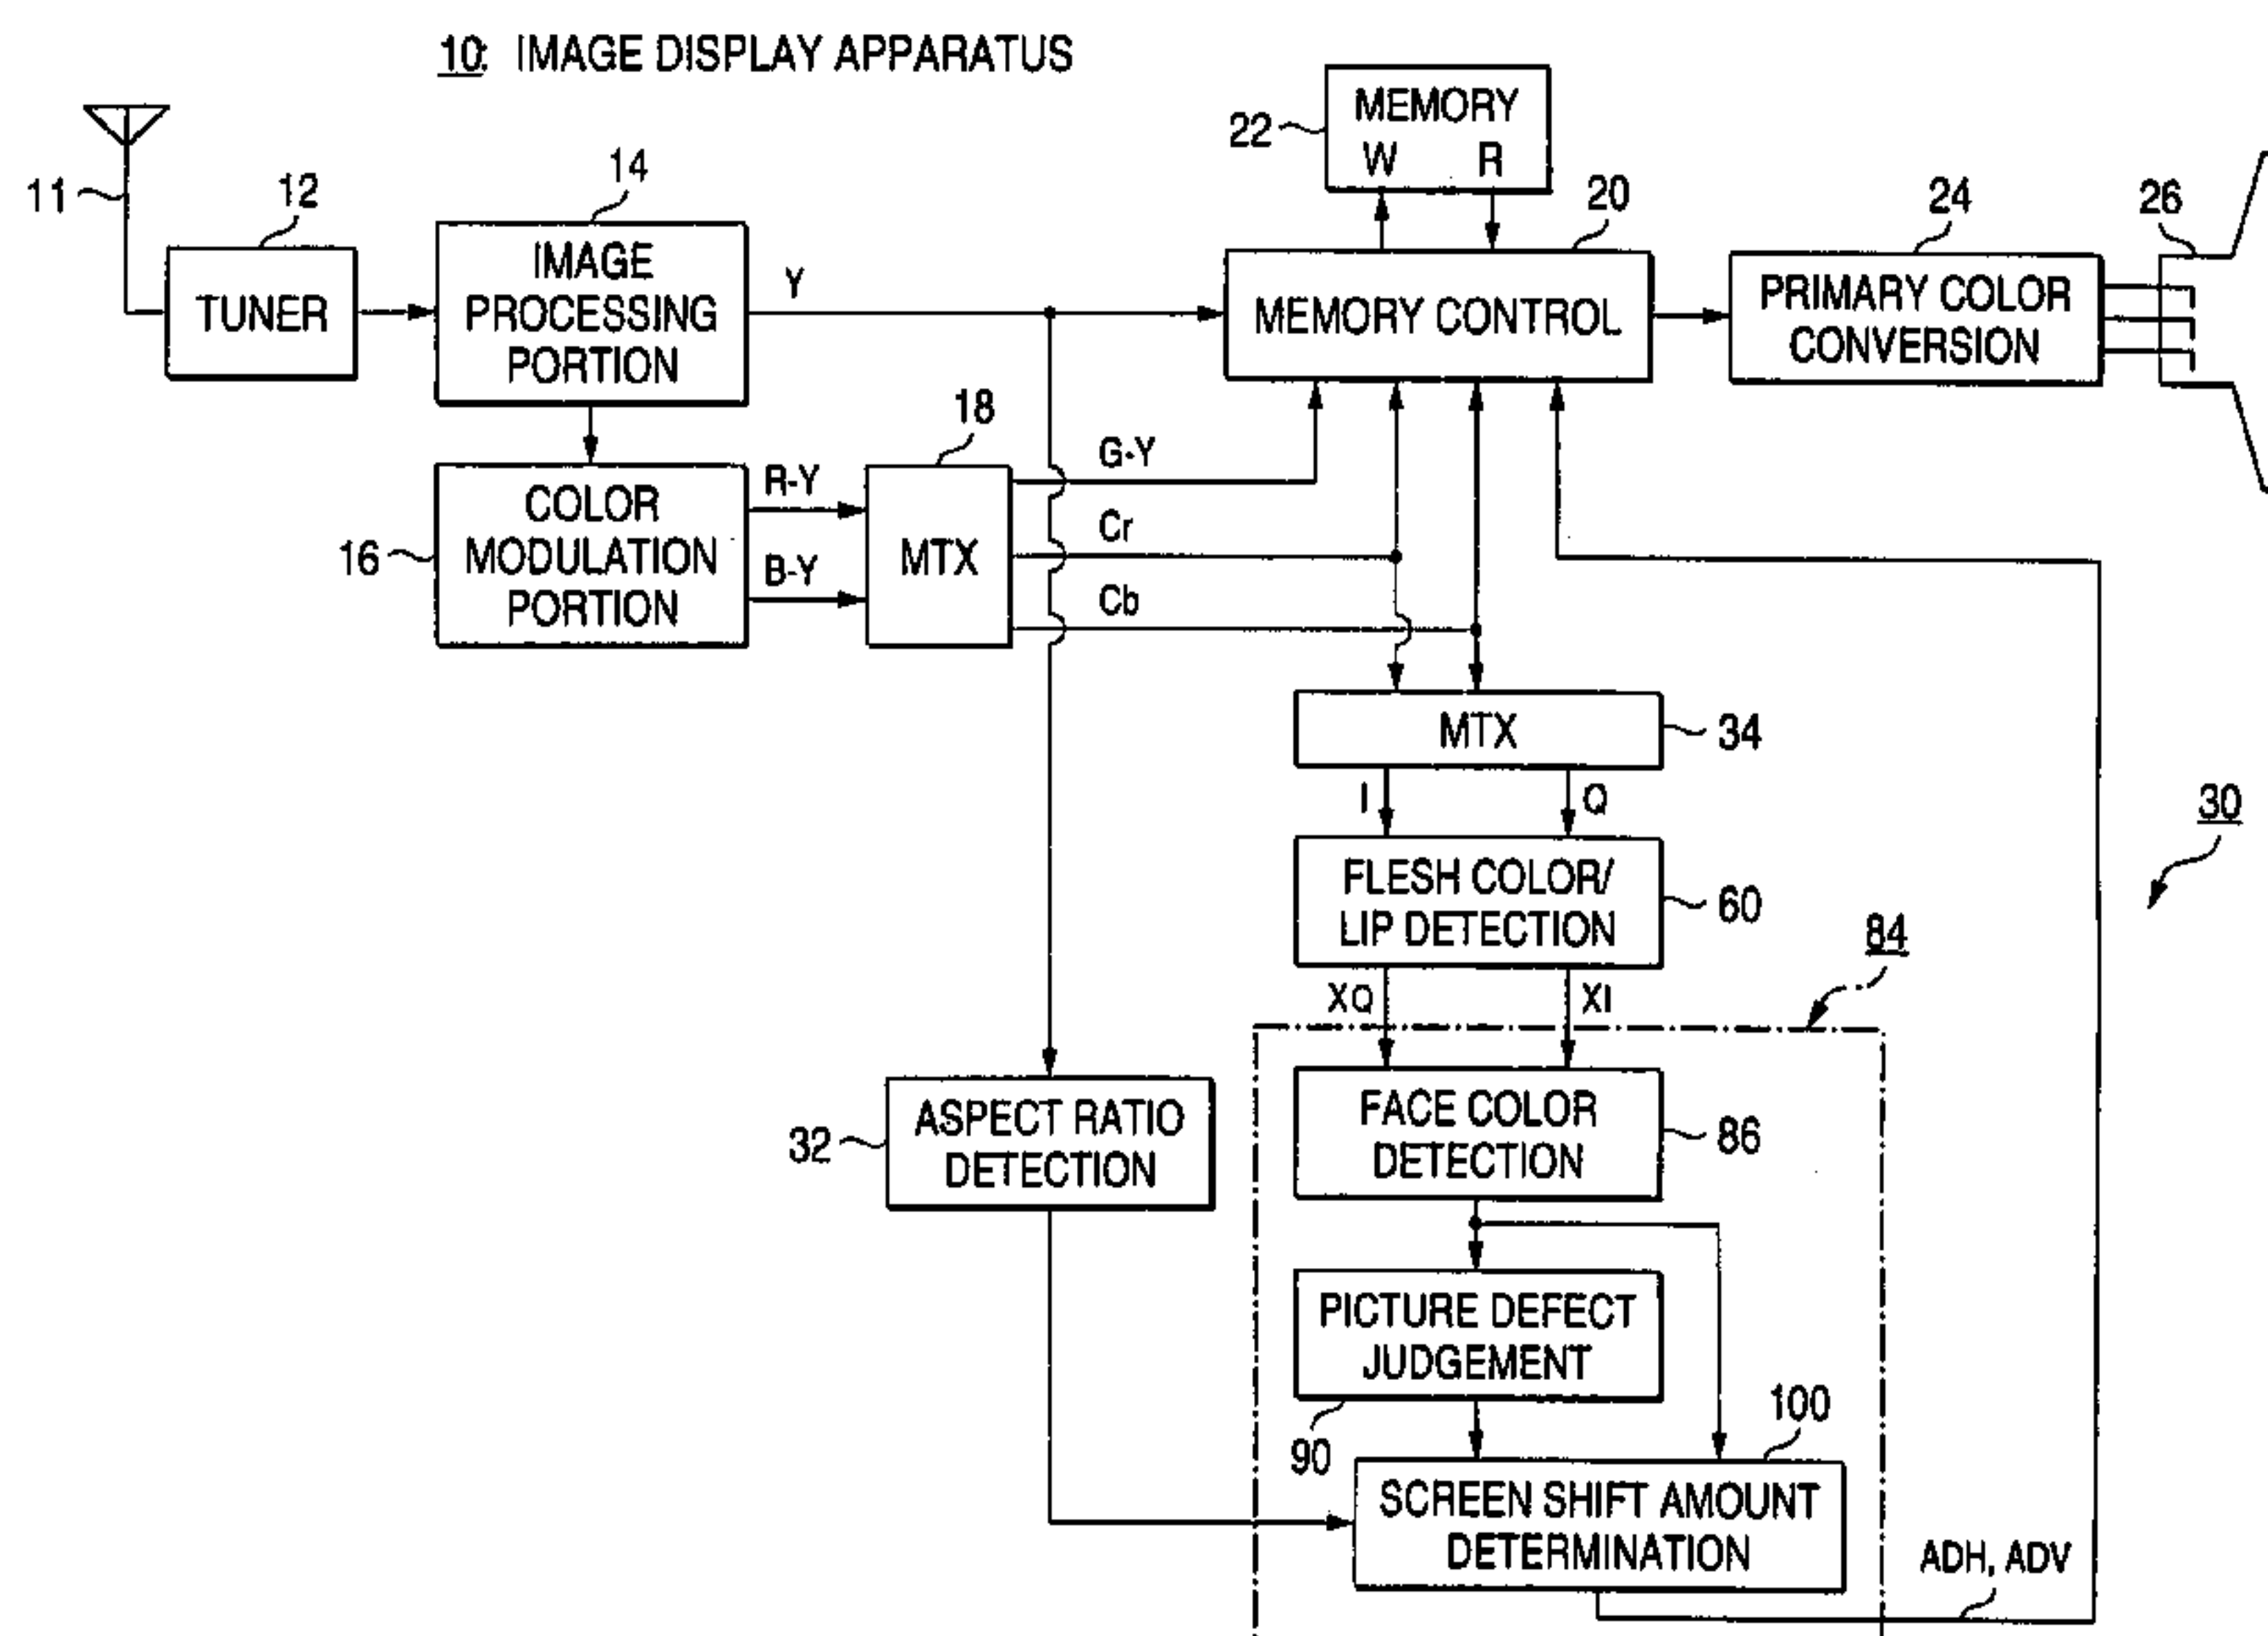 10: IMAGE DISPLAY APPARATUS
11
12
TUNER
14
IMAGE
PROCESSING
PORTION
Y
22
MEMORY
W R
20
MEMORY CONTROL
24
PRIMARY COLOR
CONVERSION
26
16
COLOR
MODULATION
PORTION
R-Y
B-Y
18
MTX
G-Y
Cr
Cb
MTX
34
I
Q
FLESH COLOR/
LIP DETECTION
60
30
84
XQ
XI
32
ASPECT RATIO
DETECTION
FACE COLOR
DETECTION
86
PICTURE DEFECT
JUDGEMENT
90
100
SCREEN SHIFT AMOUNT
DETERMINATION
ADH, ADV